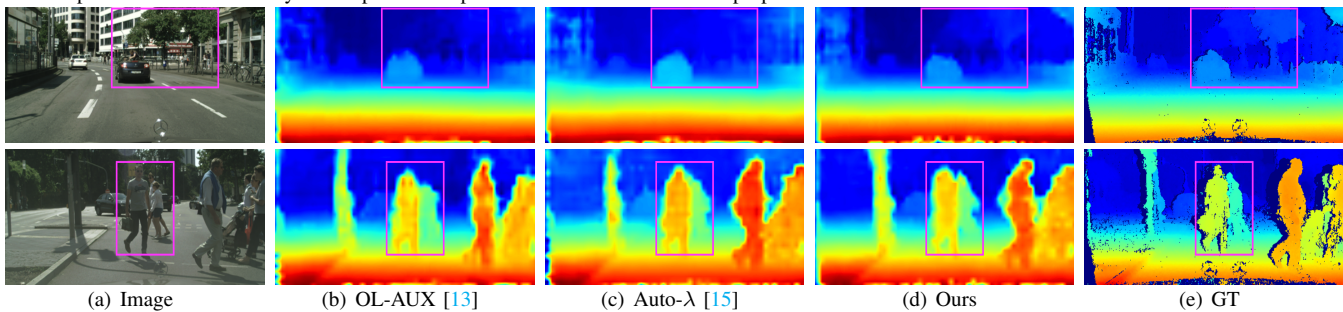 (a) Image
(b) OL-AUX [13]
(c) Auto-λ [15]
(d) Ours
(e) GT